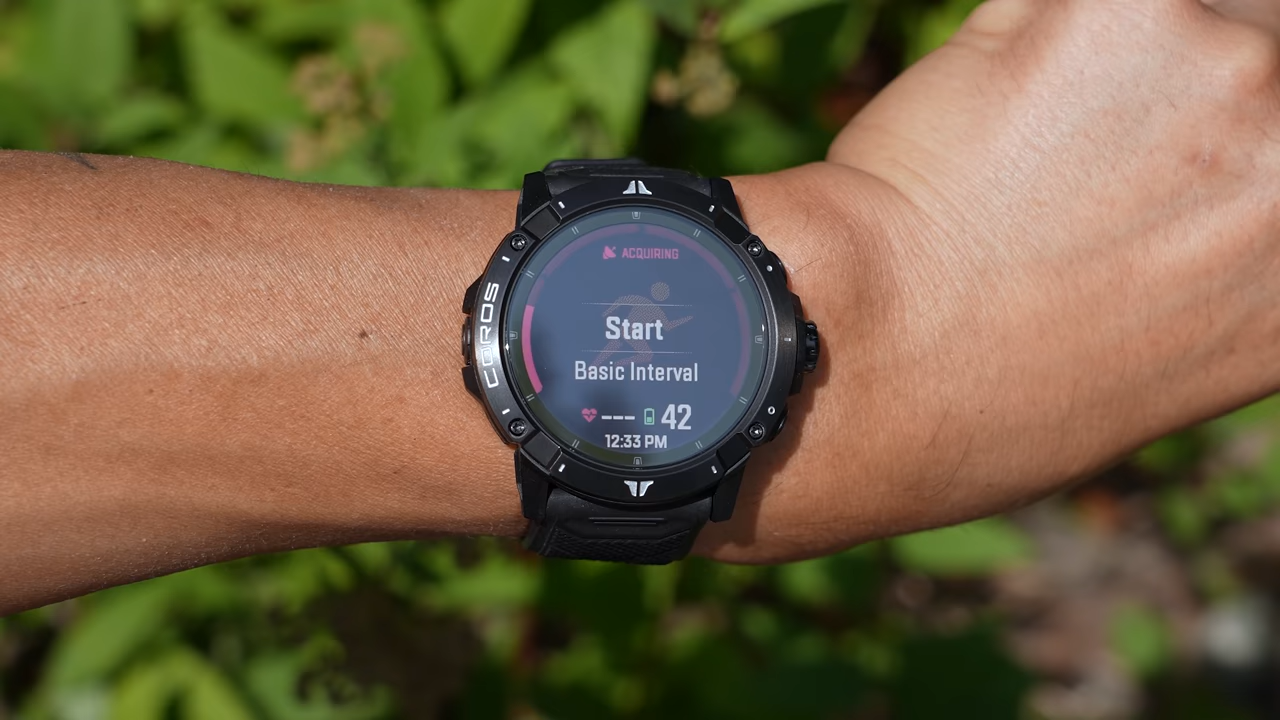 ACQUIRING
Start
Basic Interval
--- 42
12:33 PM
COROS